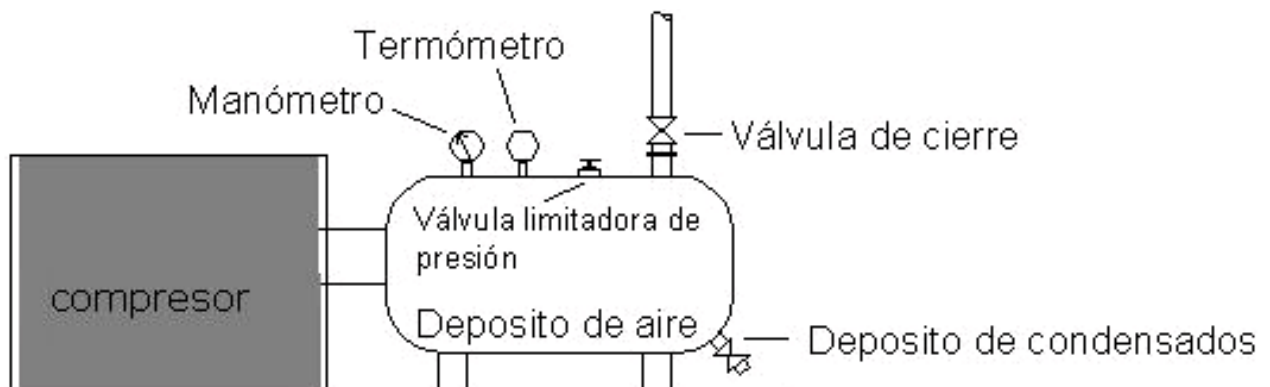 Termómetro
Manómetro
Válvula de cierre
Válvula limitadora de
presión
compresor
Deposito de aire
Deposito de condensados